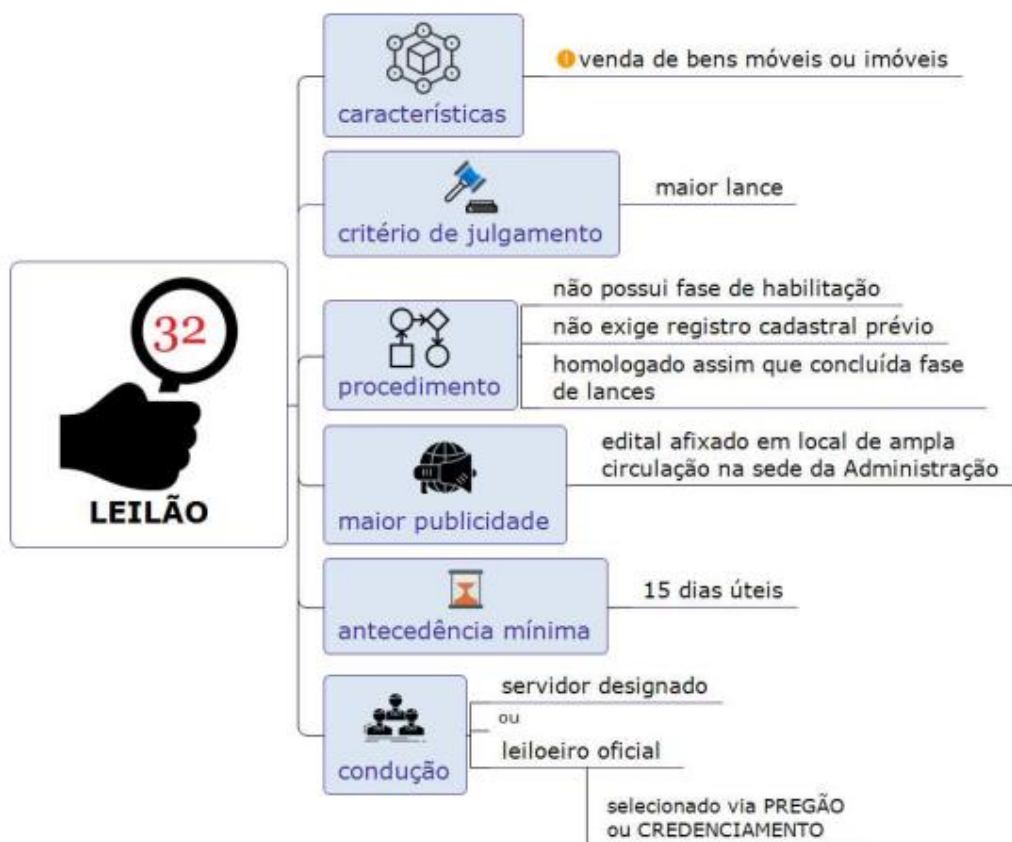 32
LEILÃO
características
venda de bens móveis ou imóveis
critério de julgamento
maior lance
procedimento
não possui fase de habilitação
não exige registro cadastral prévio
homologado assim que concluída fase
de lances
maior publicidade
edital afixado em local de ampla
circulação na sede da Administração
antecedência mínima
15 dias úteis
condução
servidor designado
ou
leiloeiro oficial
selecionado via PREGÃO
ou CREDENCIAMENTO